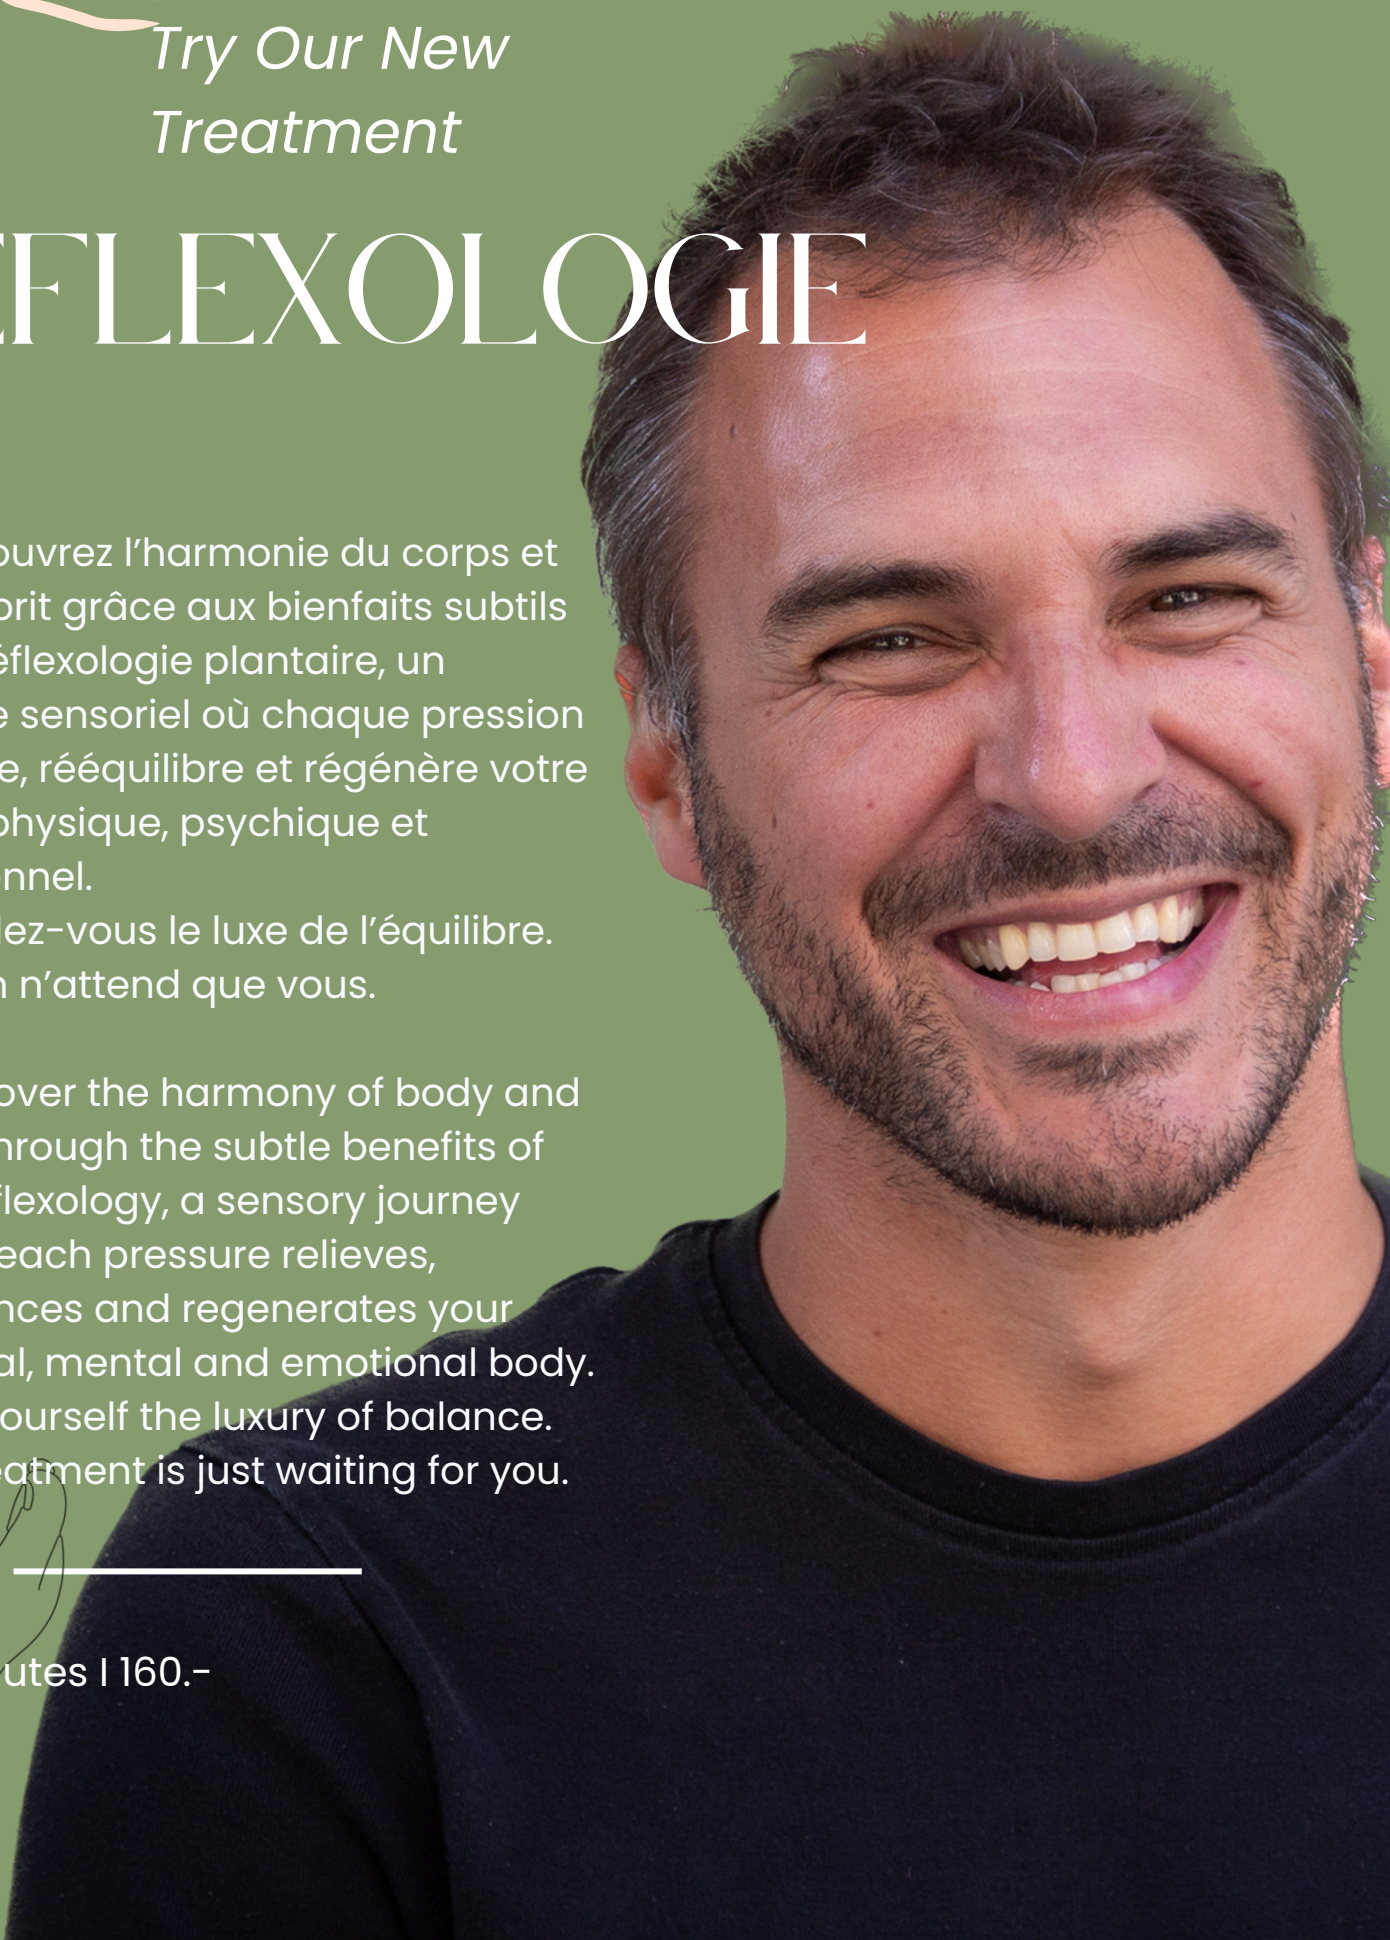 Try Our New
Treatment
EFLEXOLOGIE
ouvrez l’harmonie du corps et
prit grâce aux bienfaits subtils
éflexologie plantaire, un
e sensoriel où chaque pression
e, rééquilibre et régénère votre
physique, psychique et
onnel.
dez-vous le luxe de l’équilibre.
n n’attend que vous.
over the harmony of body and
hrough the subtle benefits of
flexology, a sensory journey
each pressure relieves,
nces and regenerates your
al, mental and emotional body.
ourself the luxury of balance.
eatment is just waiting for you.
utes I 160.-